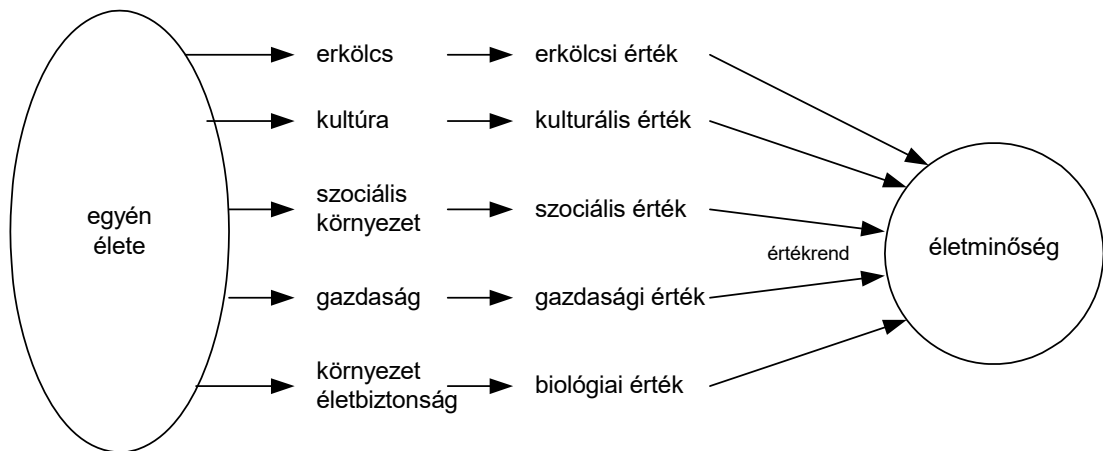 egyén
élete
erkölcs
erkölcsi érték
kultúra
kulturális érték
szociális
környezet
szociális érték
gazdaság
gazdasági érték
környezet
életbiztonság
biológiai érték
értékrend
életminőség